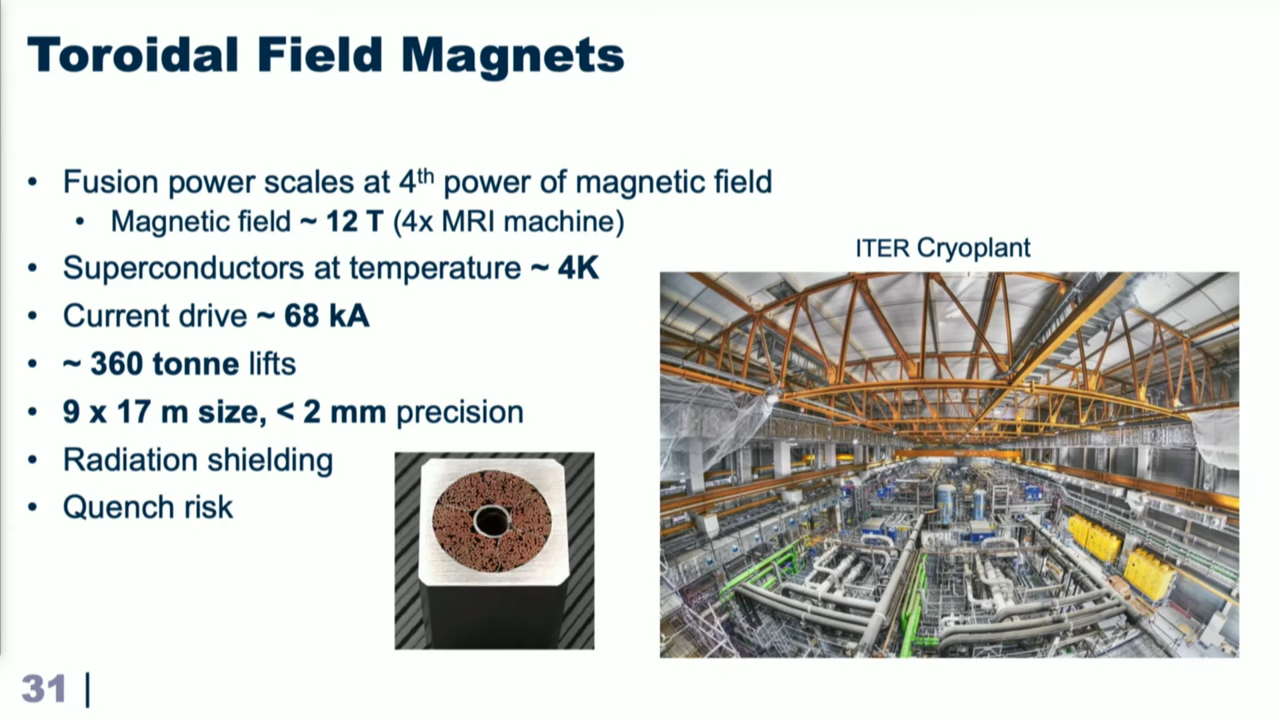 Toroidal Field Magnets
• Fusion power scales at 4th power of magnetic field
• Magnetic field ~ 12 T (4x MRI machine)
• Superconductors at temperature ~ 4K
• Current drive ~ 68 kA
• ~ 360 tonne lifts
• 9 x 17 m size, < 2 mm precision
• Radiation shielding
• Quench risk
ITER Cryoplant
31 |